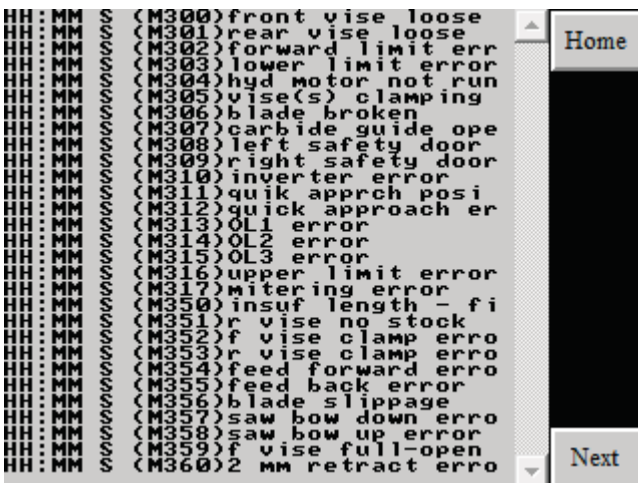 HH:MM S (M300)front vise loose
HH:MM S (M301)rear vise loose
HH:MM S (M302)forward limit err
HH:MM S (M303)lower limit error
HH:MM S (M304)hyd motor not run
HH:MM S (M305)vise(s) clamping
HH:MM S (M306)blade broken
HH:MM S (M307)carbide guide ope
HH:MM S (M308)left safety door
HH:MM S (M309)right safety door
HH:MM S (M310)inverter error
HH:MM S (M311)quik apprch posi
HH:MM S (M312)quick approach er
HH:MM S (M313)OL1 error
HH:MM S (M314)OL2 error
HH:MM S (M315)OL3 error
HH:MM S (M316)upper limit error
HH:MM S (M317)mitering error
HH:MM S (M350)insuf length - fi
HH:MM S (M351)r vise no stock
HH:MM S (M352)f vise clamp erro
HH:MM S (M353)r vise clamp erro
HH:MM S (M354)feed forward erro
HH:MM S (M355)feed back error
HH:MM S (M356)blade slippage
HH:MM S (M357)saw bow down erro
HH:MM S (M358)saw bow up error
HH:MM S (M359)f vise full-open
HH:MM S (M360)2 mm retract erro
Home
Next